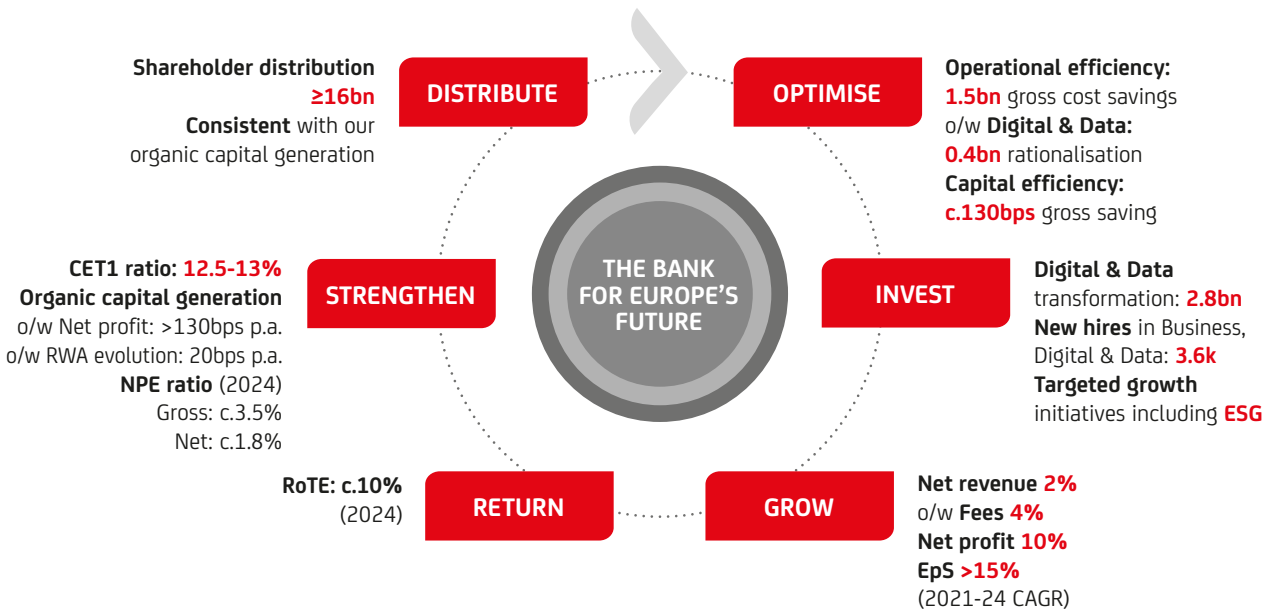 Shareholder distribution
≥16bn
Consistent with our
organic capital generation
DISTRIBUTE
OPTIMISE
Operational efficiency:
1.5bn gross cost savings
o/w Digital & Data:
0.4bn rationalisation
Capital efficiency:
c.130bps gross saving
CET1 ratio: 12.5-13%
Organic capital generation
o/w Net profit: >130bps p.a.
o/w RWA evolution: 20bps p.a.
NPE ratio (2024)
Gross: c.3.5%
Net: c.1.8%
STRENGTHEN
THE BANK
FOR EUROPE'S
FUTURE
INVEST
Digital & Data
transformation: 2.8bn
New hires in Business,
Digital & Data: 3.6k
Targeted growth
initiatives including ESG
RoTE: c.10%
(2024)
RETURN
GROW
Net revenue 2%
o/w Fees 4%
Net profit 10%
EpS >15%
(2021-24 CAGR)